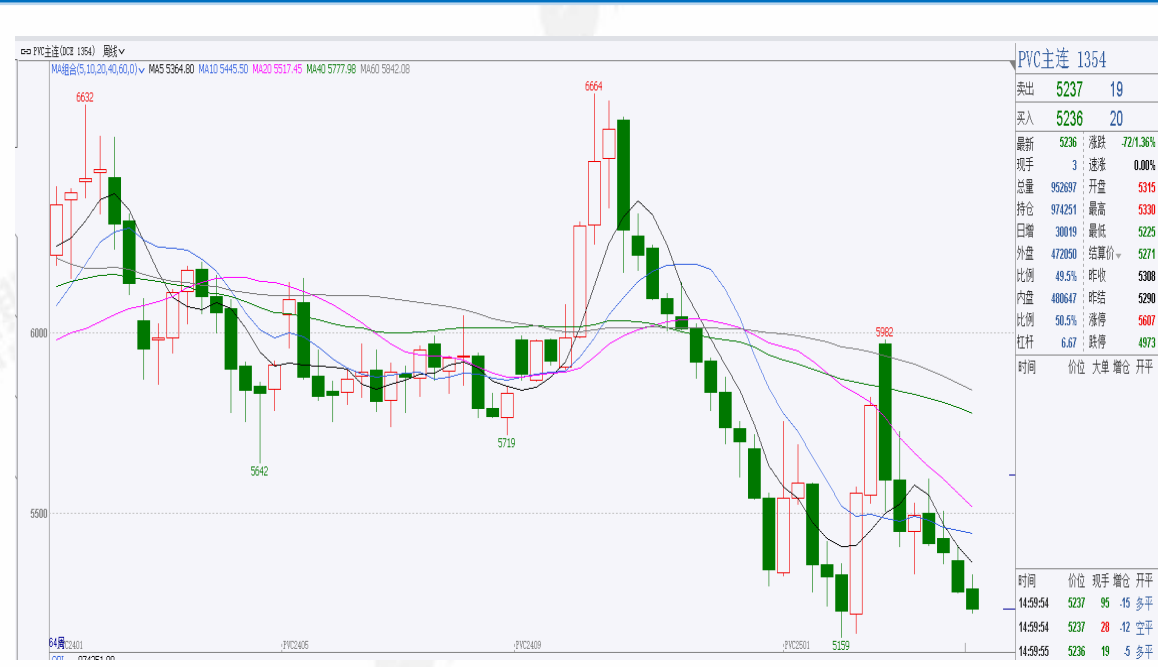 PVC主连(DCE 1354) 周线
MA组合(5,10,20,40,60,0) MA5 5364.80 MA10 5445.50 MA20 5517.45 MA40 5777.98 MA60 5842.08
6632
6664
6000
5982
5719
5642
5500
5159
64周
PVC2401
PVC2405
PVC2409
PVC2501
PVC主连 1354
卖出 5237 19
买入 5236 20
最新 5236 涨跌 -72/1.36%
现手 3 速涨 0.00%
总量 952697 开盘 5315
持仓 974251 最高 5330
日增 30019 最低 5225
外盘 472050 结算价 5271
比例 49.5% 昨收 5308
内盘 480647 昨结 5290
比例 50.5% 涨停 5607
杠杆 6.67 跌停 4973
时间 价位 大单 增仓 开平
时间 价位 现手 增仓 开平
14:59:54 5237 95 -15 多平
14:59:54 5237 28 -12 空平
14:59:55 5236 19 -5 多平